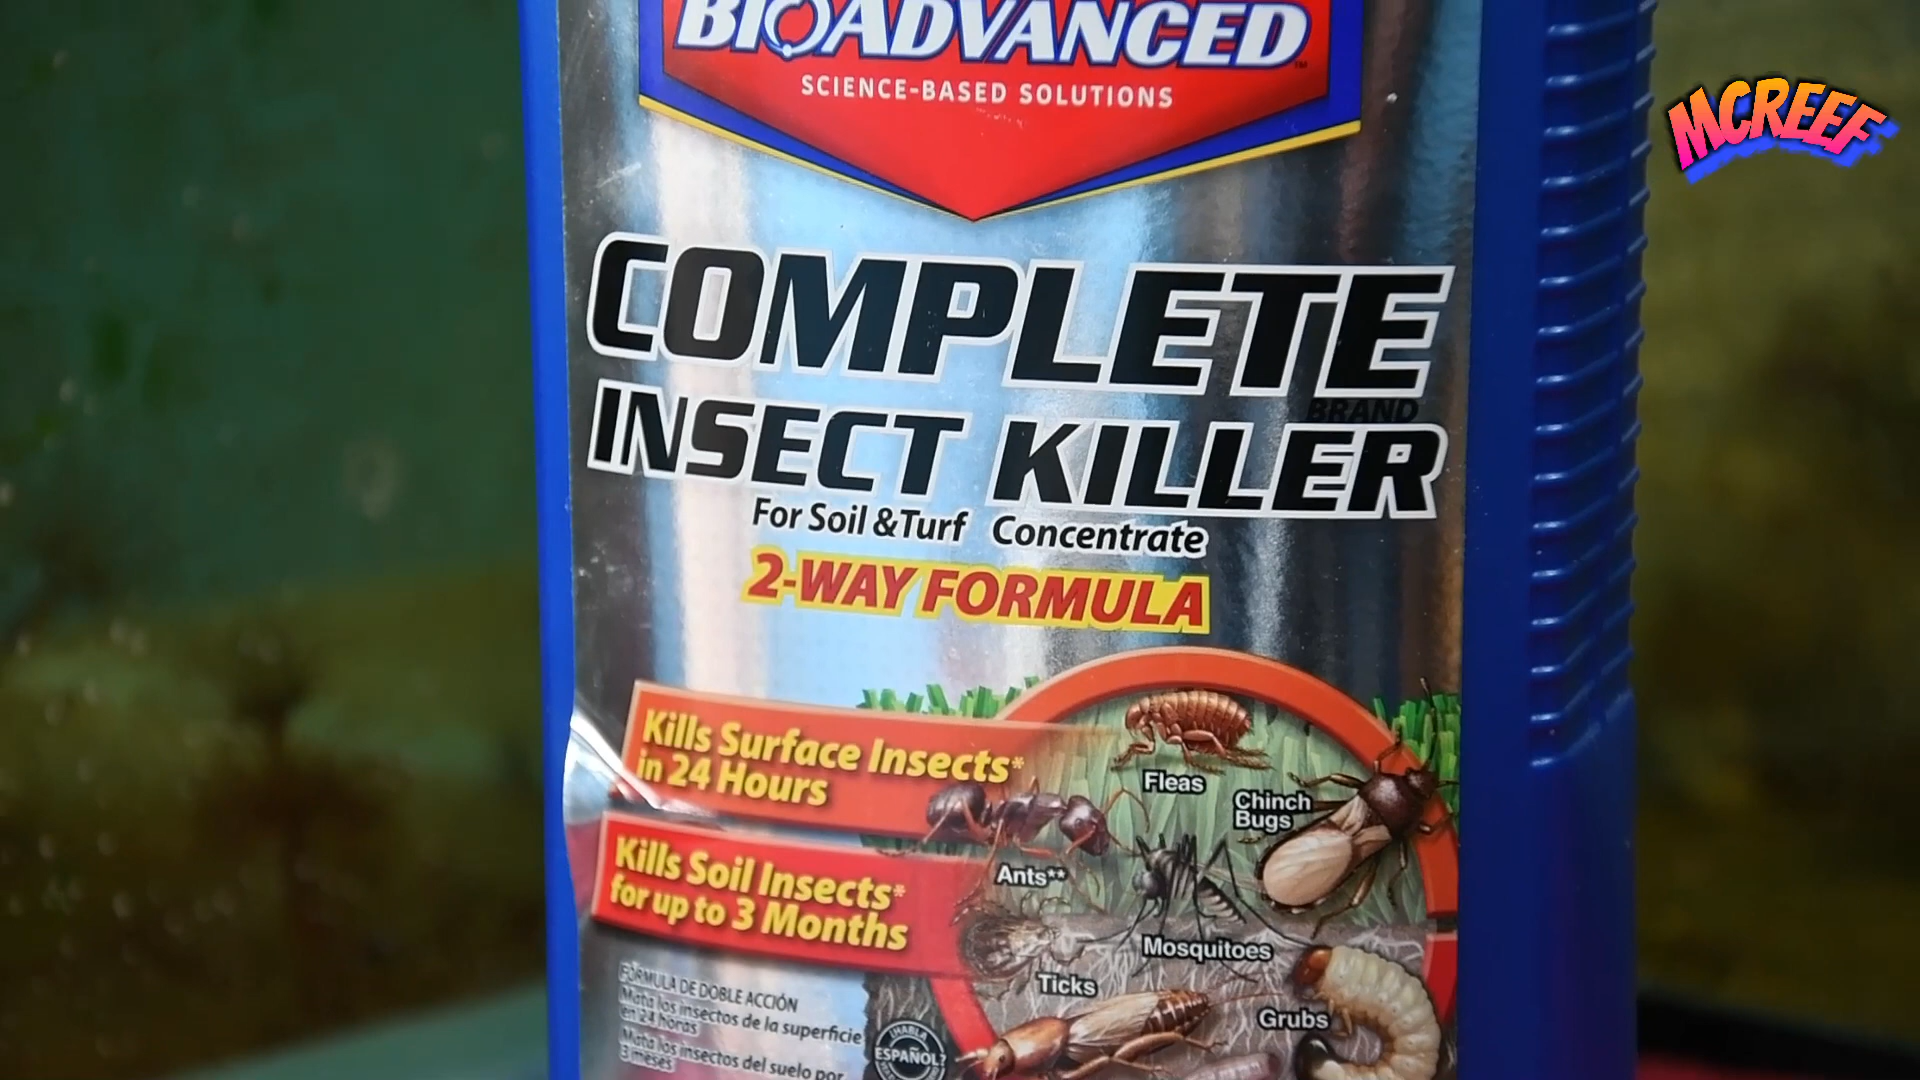 BIOADVANCED™
SCIENCE-BASED SOLUTIONS
MCREEF
COMPLETE
BRAND
INSECT KILLER
For Soil & Turf Concentrate
2-WAY FORMULA
Kills Surface Insects*
in 24 Hours
Fleas
Chinch
Bugs
Ants**
Kills Soil Insects*
for up to 3 Months
Mosquitoes
Ticks
Grubs
FÓRMULA DE DOBLE ACCIÓN
Mata los insectos de la superficie
en 24 horas
Mata los insectos del suelo por
3 meses
¿HABLA
ESPAÑOL?